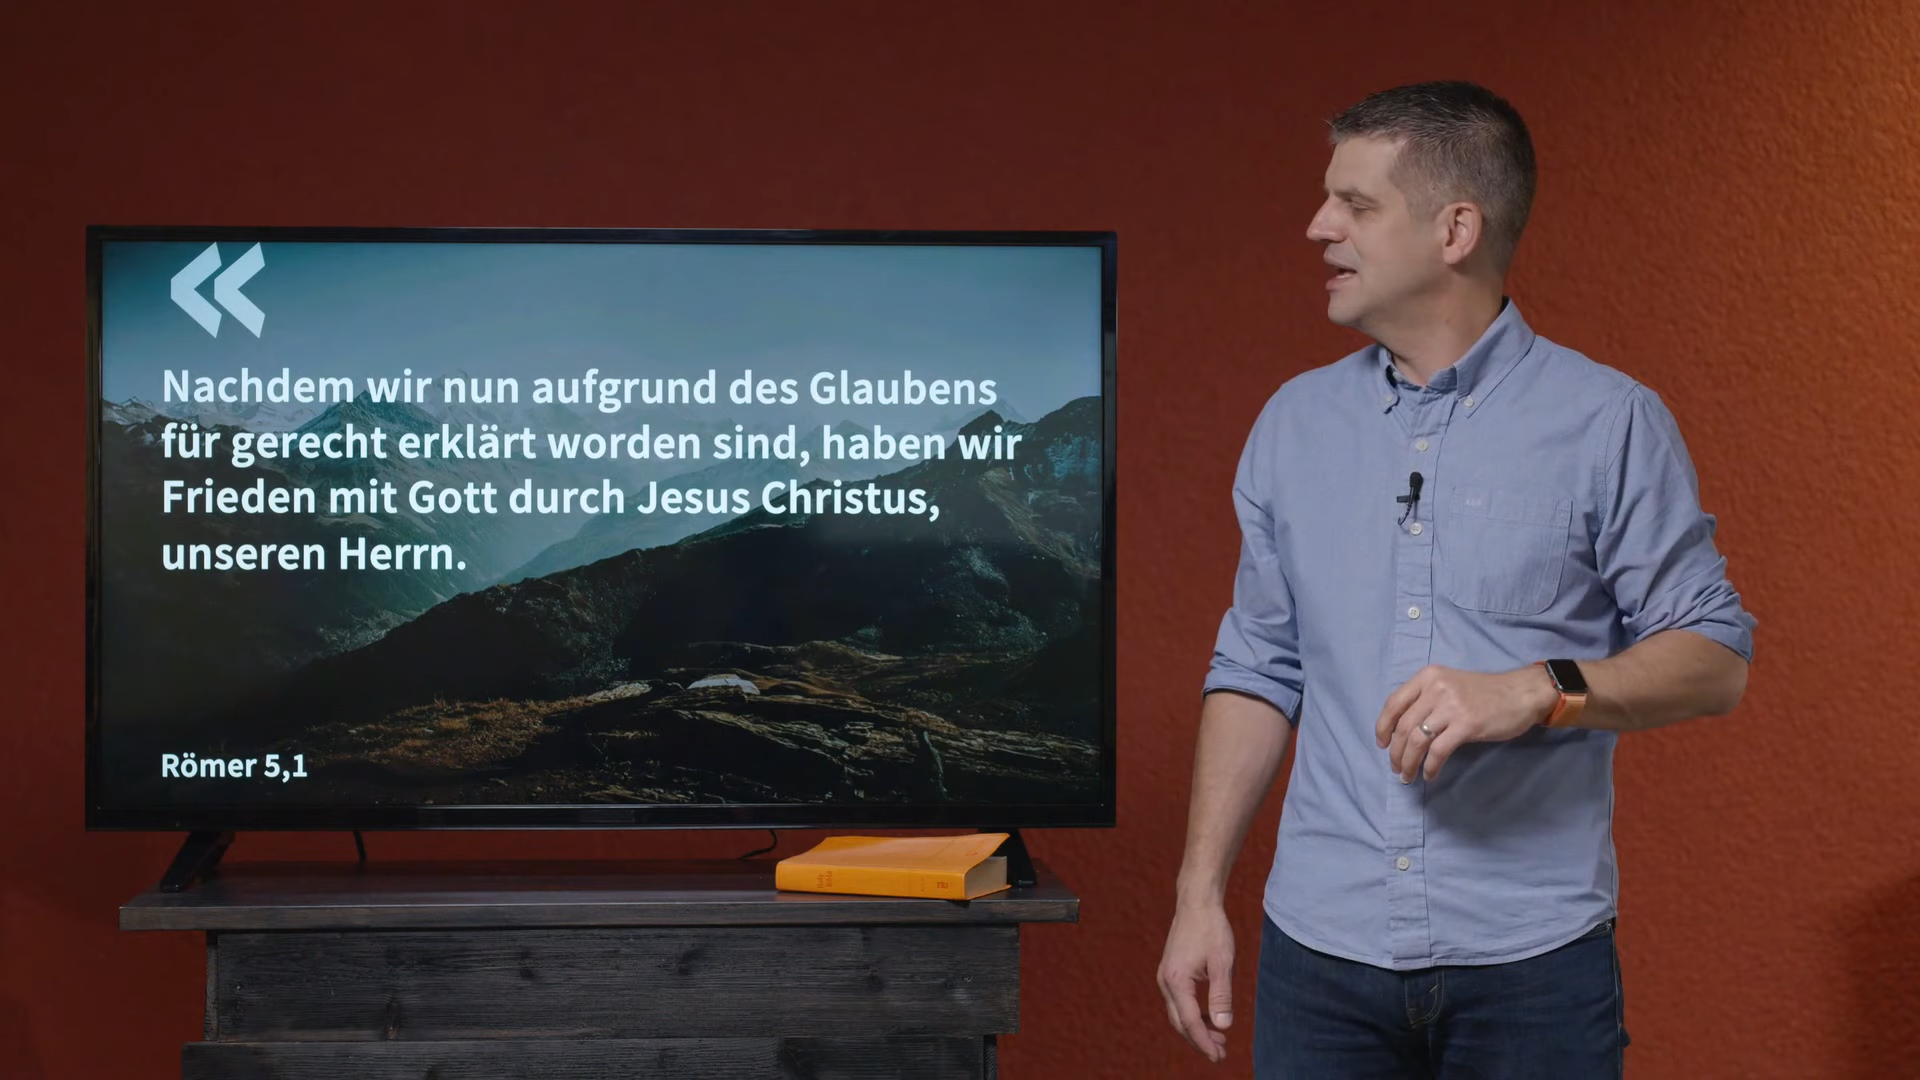 «
Nachdem wir nun aufgrund des Glaubens
für gerecht erklärt worden sind, haben wir
Frieden mit Gott durch Jesus Christus,
unseren Herrn.
Römer 5,1